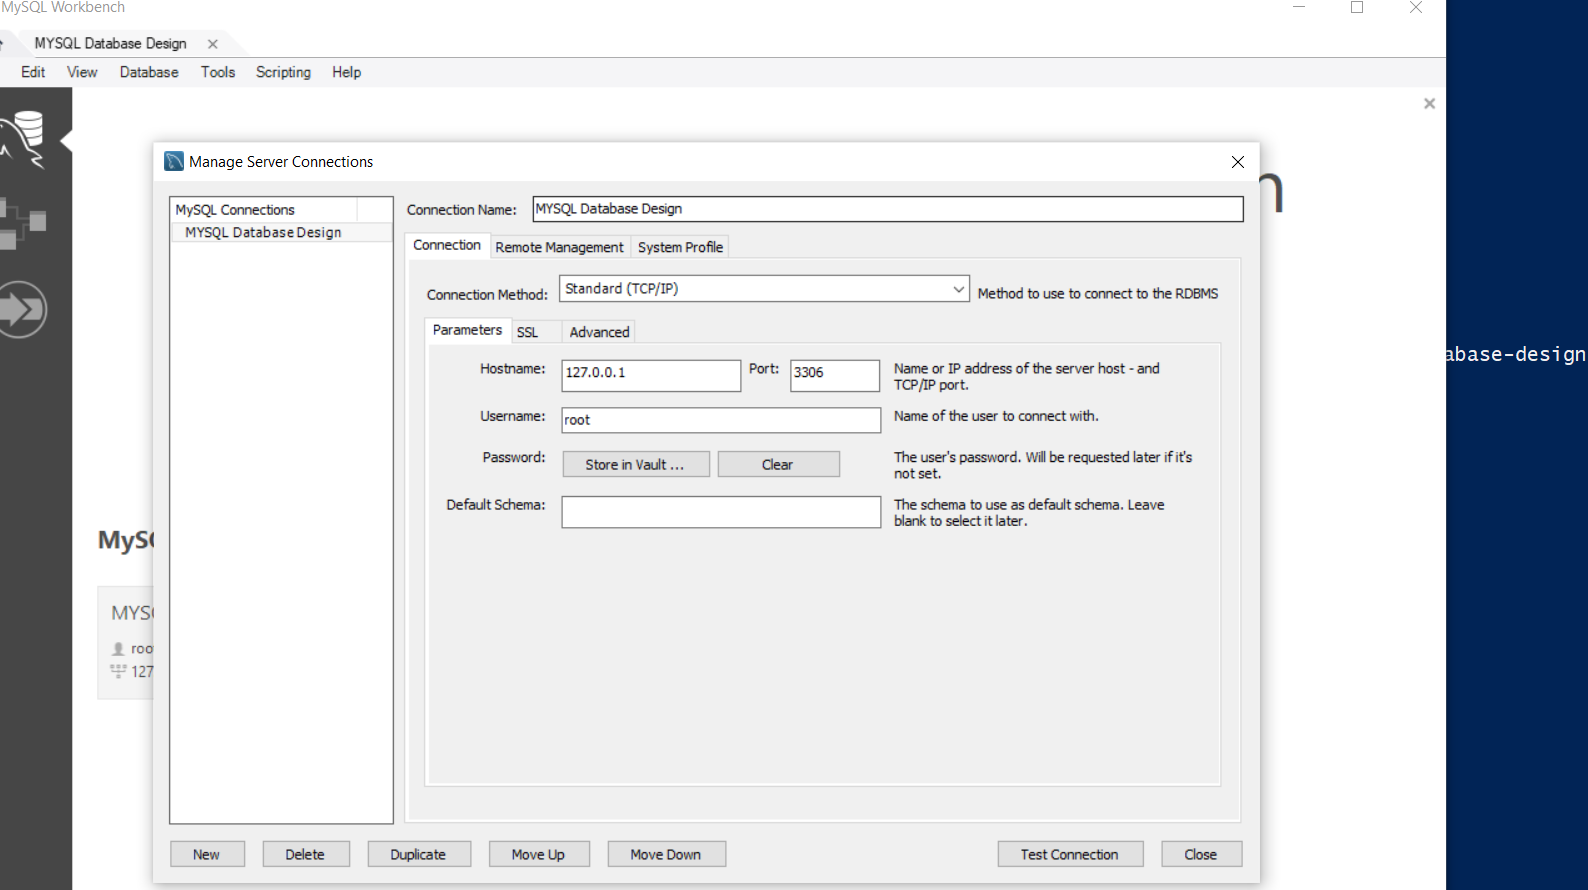 MySQL Workbench
MYSQL Database Design
Edit View Database Tools Scripting Help
Manage Server Connections
MySQL Connections
MYSQL Database Design
Connection Name: MYSQL Database Design
Connection Remote Management System Profile
Connection Method: Standard (TCP/IP) Method to use to connect to the RDBMS
Parameters SSL Advanced
Hostname: 127.0.0.1 Port: 3306 Name or IP address of the server host - and
TCP/IP port.
Username: root Name of the user to connect with.
Password: Store in Vault ... Clear The user's password. Will be requested later if it's
not set.
Default Schema: The schema to use as default schema. Leave
blank to select it later.
New Delete Duplicate Move Up Move Down Test Connection Close
n
MySQ
MYSQ
roo
127
abase-design